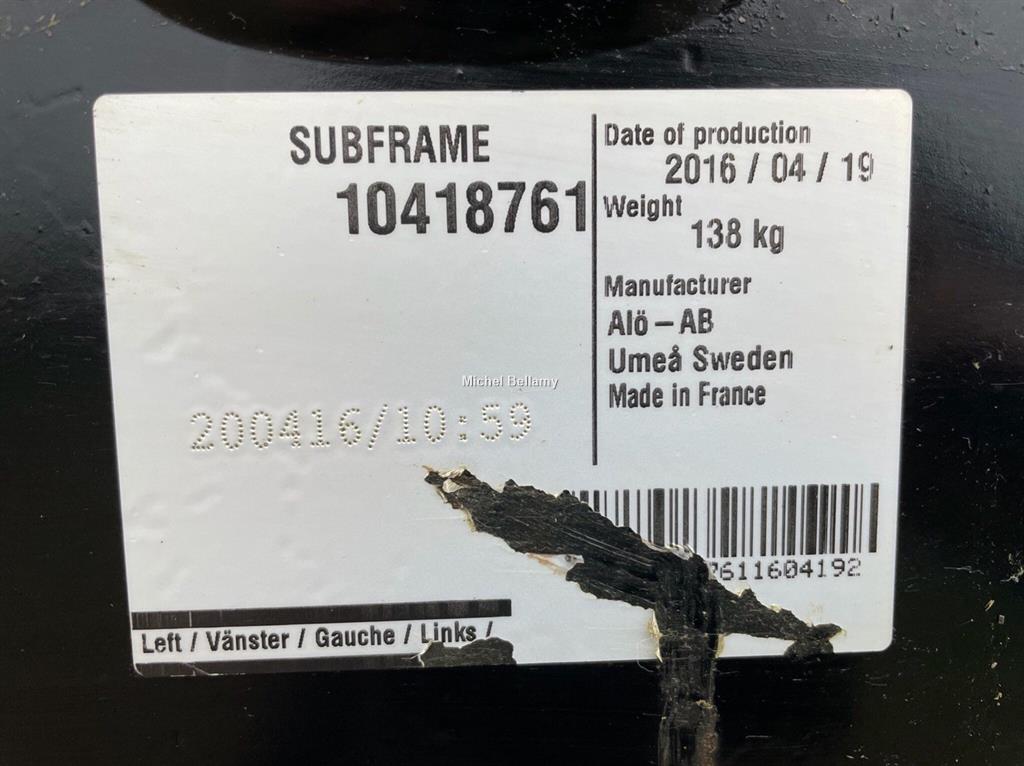 SUBFRAME
10418761
Date of production
2016 / 04 / 19
Weight
138 kg
Manufacturer
Alö – AB
Umeå Sweden
Made in France
Michel Bellamy
200416/10:59
7611604192
Left / Vänster / Gauche / Links /